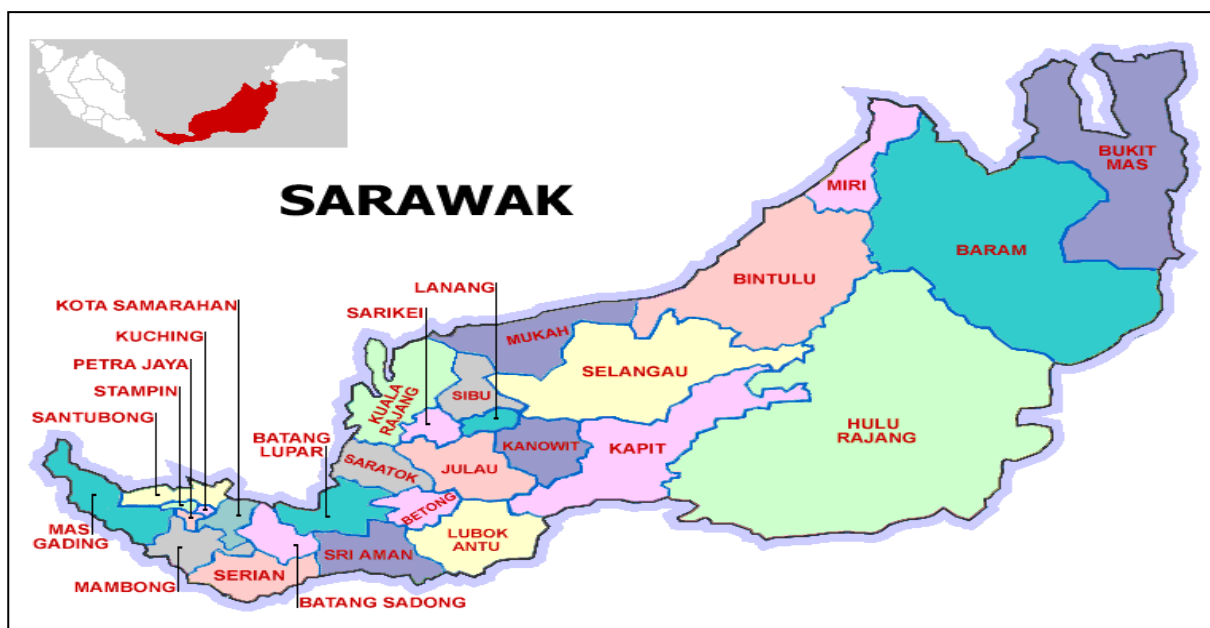 SARAWAK
BUKIT
MAS
MIRI
BARAM
BINTULU
LANANG
KOTA SAMARAHAN
SARIKEI
KUCHING
MUKAH
PETRA JAYA
SELANGAU
STAMPIN
SIBU
SANTUBONG
KUALA
RAJANG
HULU
RAJANG
BATANG
LUPAR
KANOWIT
KAPIT
SARATOK
JULAU
BETONG
MAS
GADING
LUBOK
ANTU
SRI AMAN
SERIAN
MAMBONG
BATANG SADONG